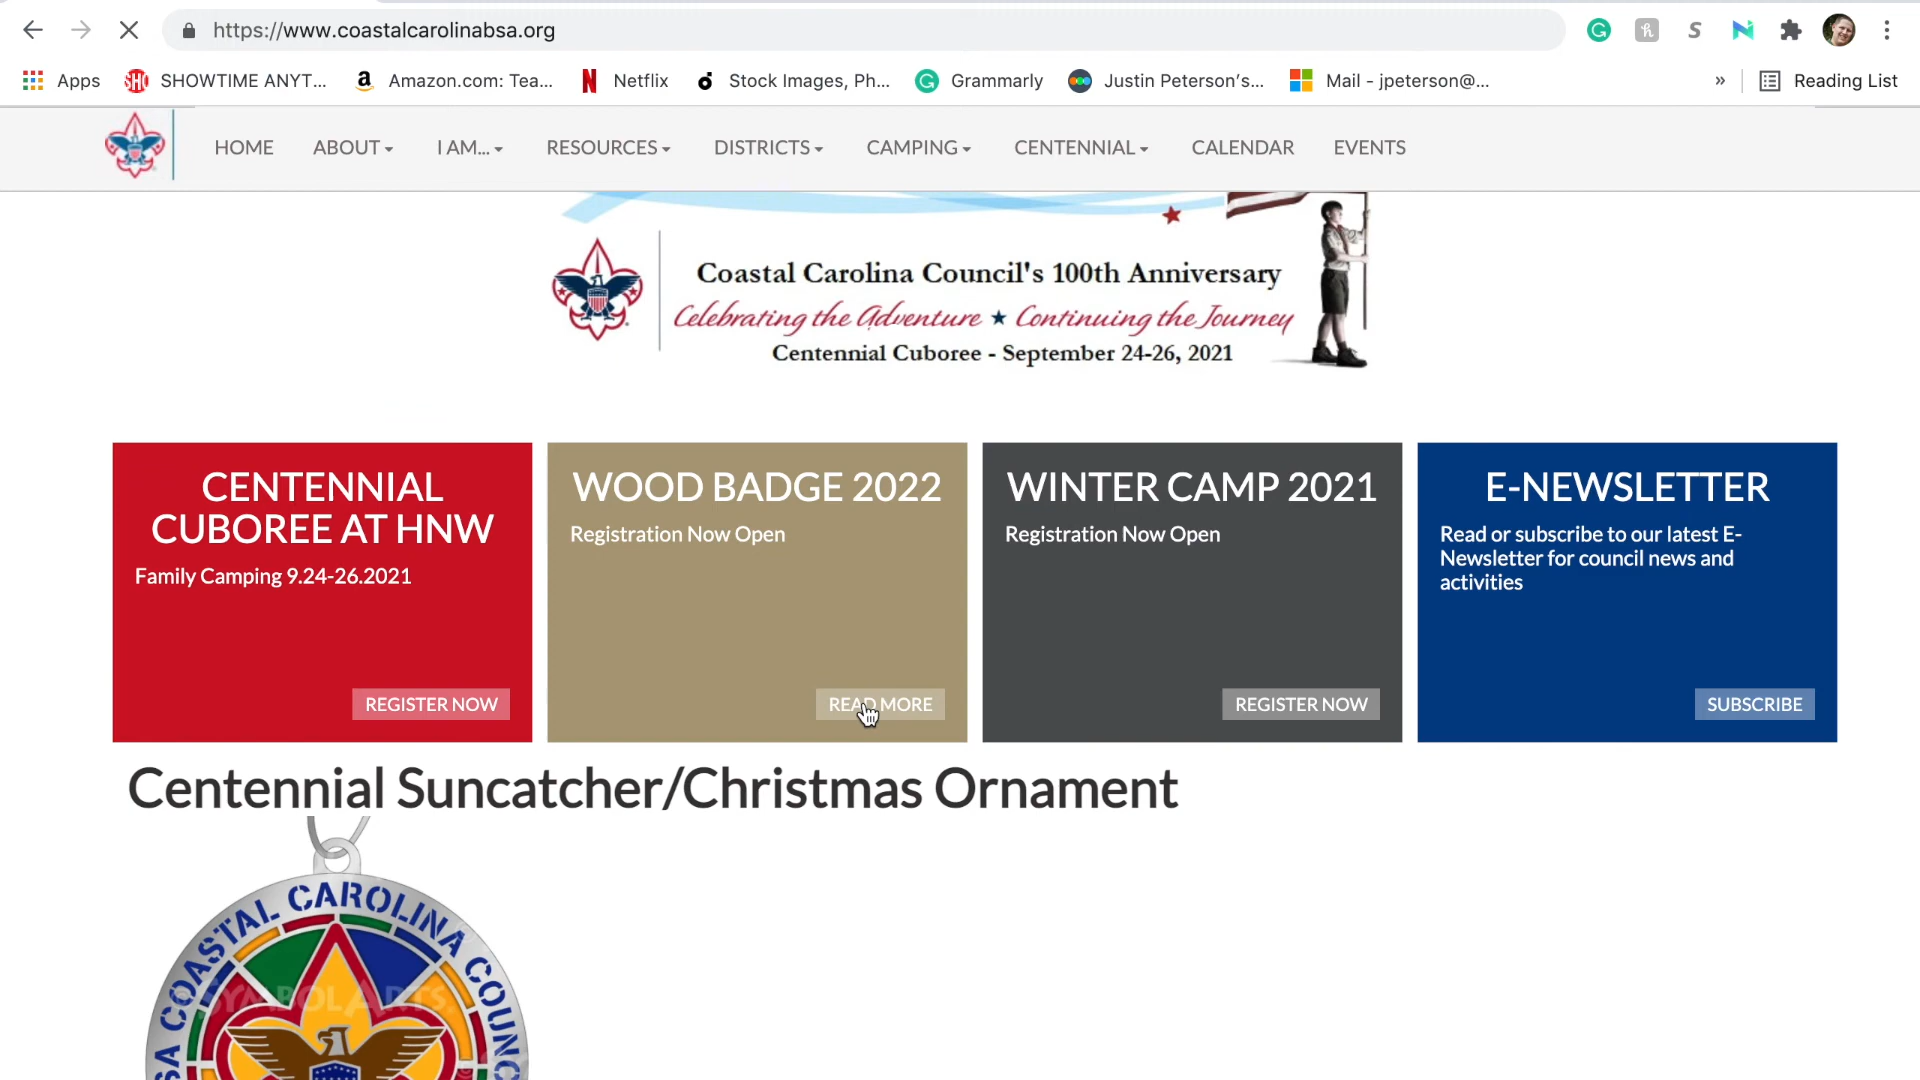 https://www.coastalcarolinabsa.org
Apps SHO SHOWTIME ANYT... Amazon.com: Tea... Netflix Stock Images, Ph... Grammarly Justin Peterson's... Mail - jpeterson@... » Reading List
HOME ABOUT I AM... RESOURCES DISTRICTS CAMPING CENTENNIAL CALENDAR EVENTS
Coastal Carolina Council's 100th Anniversary
Celebrating the Adventure ★ Continuing the Journey
Centennial Cuboree - September 24-26, 2021
CENTENNIAL
CUBOREE AT HNW
Family Camping 9.24-26.2021
REGISTER NOW
WOOD BADGE 2022
Registration Now Open
READ MORE
WINTER CAMP 2021
Registration Now Open
REGISTER NOW
E-NEWSLETTER
Read or subscribe to our latest E-
Newsletter for council news and
activities
SUBSCRIBE
Centennial Suncatcher/Christmas Ornament
COASTAL CAROLINA COUNC
SYMBOLARTS.